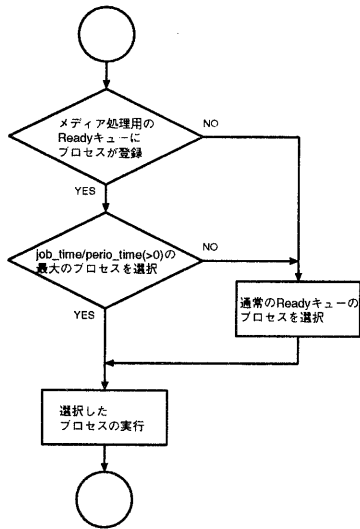 メディア処理用の
Readyキューに
プロセスが登録
NO
YES
job_time/perio_time(>0)の
最大のプロセスを選択
NO
YES
通常のReadyキューの
プロセスを選択
選択した
プロセスの実行